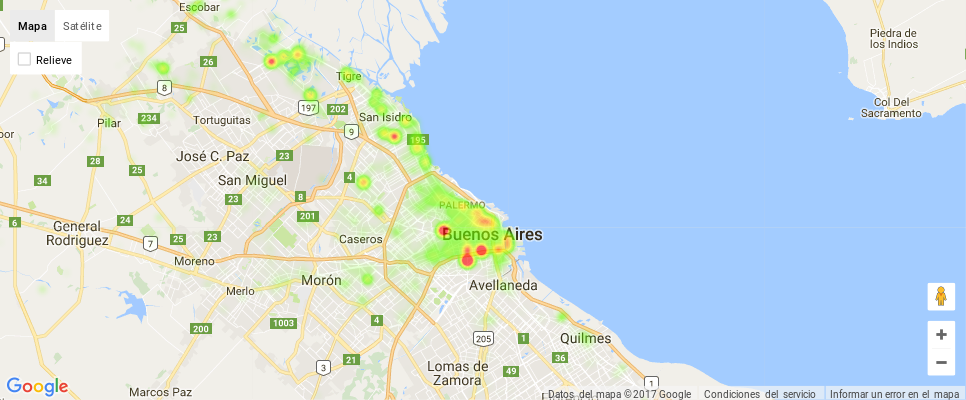 Escobar
Mapa
Satélite
25
Piedra de
los Indios
Relieve
26
Tigre
8
Col Del
Sacramento
197
202
San Isidro
Pilar
234
Tortuguitas
9
195
José C. Paz
23
28
San Miguel
34
4
8
23
PALERMO
201
6
25
General
Rodriguez
7
25
23
Caseros
Buenos Aires
Moreno
Morón
Merlo
Avellaneda
1003
4
200
205
1
Quilmes
21
36
3
Lomas de
Zamora
49
1
Marcos Paz
Google
Datos del mapa ©2017 Google
Condiciones del servicio
Informar un error en el mapa